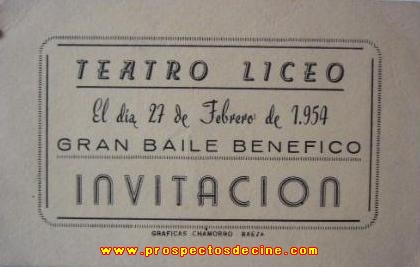 TEATRO LICEO
El día 27 de Febrero de 1.954
GRAN BAILE BENEFICO
INVITACION
GRAFICAS CHAMORRO BAEZA
www.prospectosdecine.com